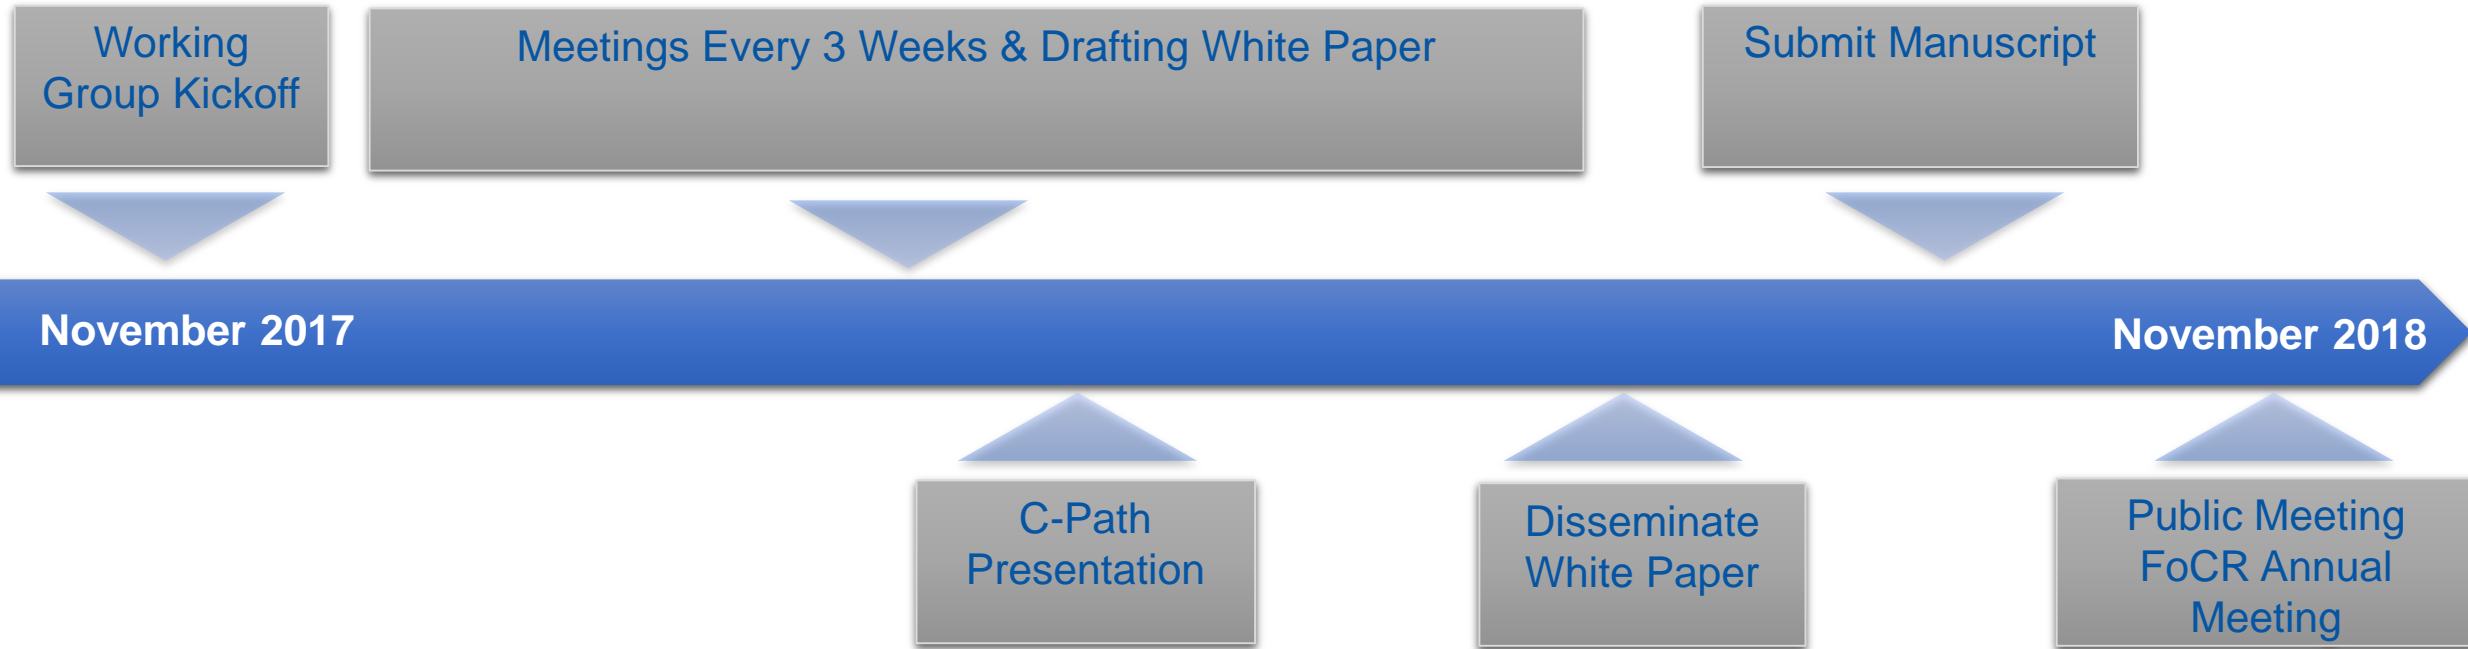 Working
Group Kickoff
Meetings Every 3 Weeks & Drafting White Paper
Submit Manuscript
November 2017
November 2018
C-Path
Presentation
Disseminate
White Paper
Public Meeting
FoCR Annual
Meeting